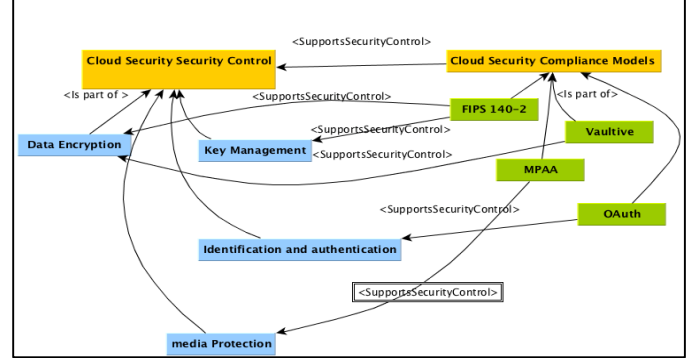 <SupportsSecurityControl>
Cloud Security Security Control
Cloud Security Compliance Models
<Is part of >
<SupportsSecurityControl>
<Is part of>
FIPS 140-2
<SupportsSecurityControl>
Vaultive
Data Encryption
Key Management
<SupportsSecurityControl>
MPAA
<SupportsSecurityControl>
OAuth
Identification and authentication
<SupportsSecurityControl>
media Protection